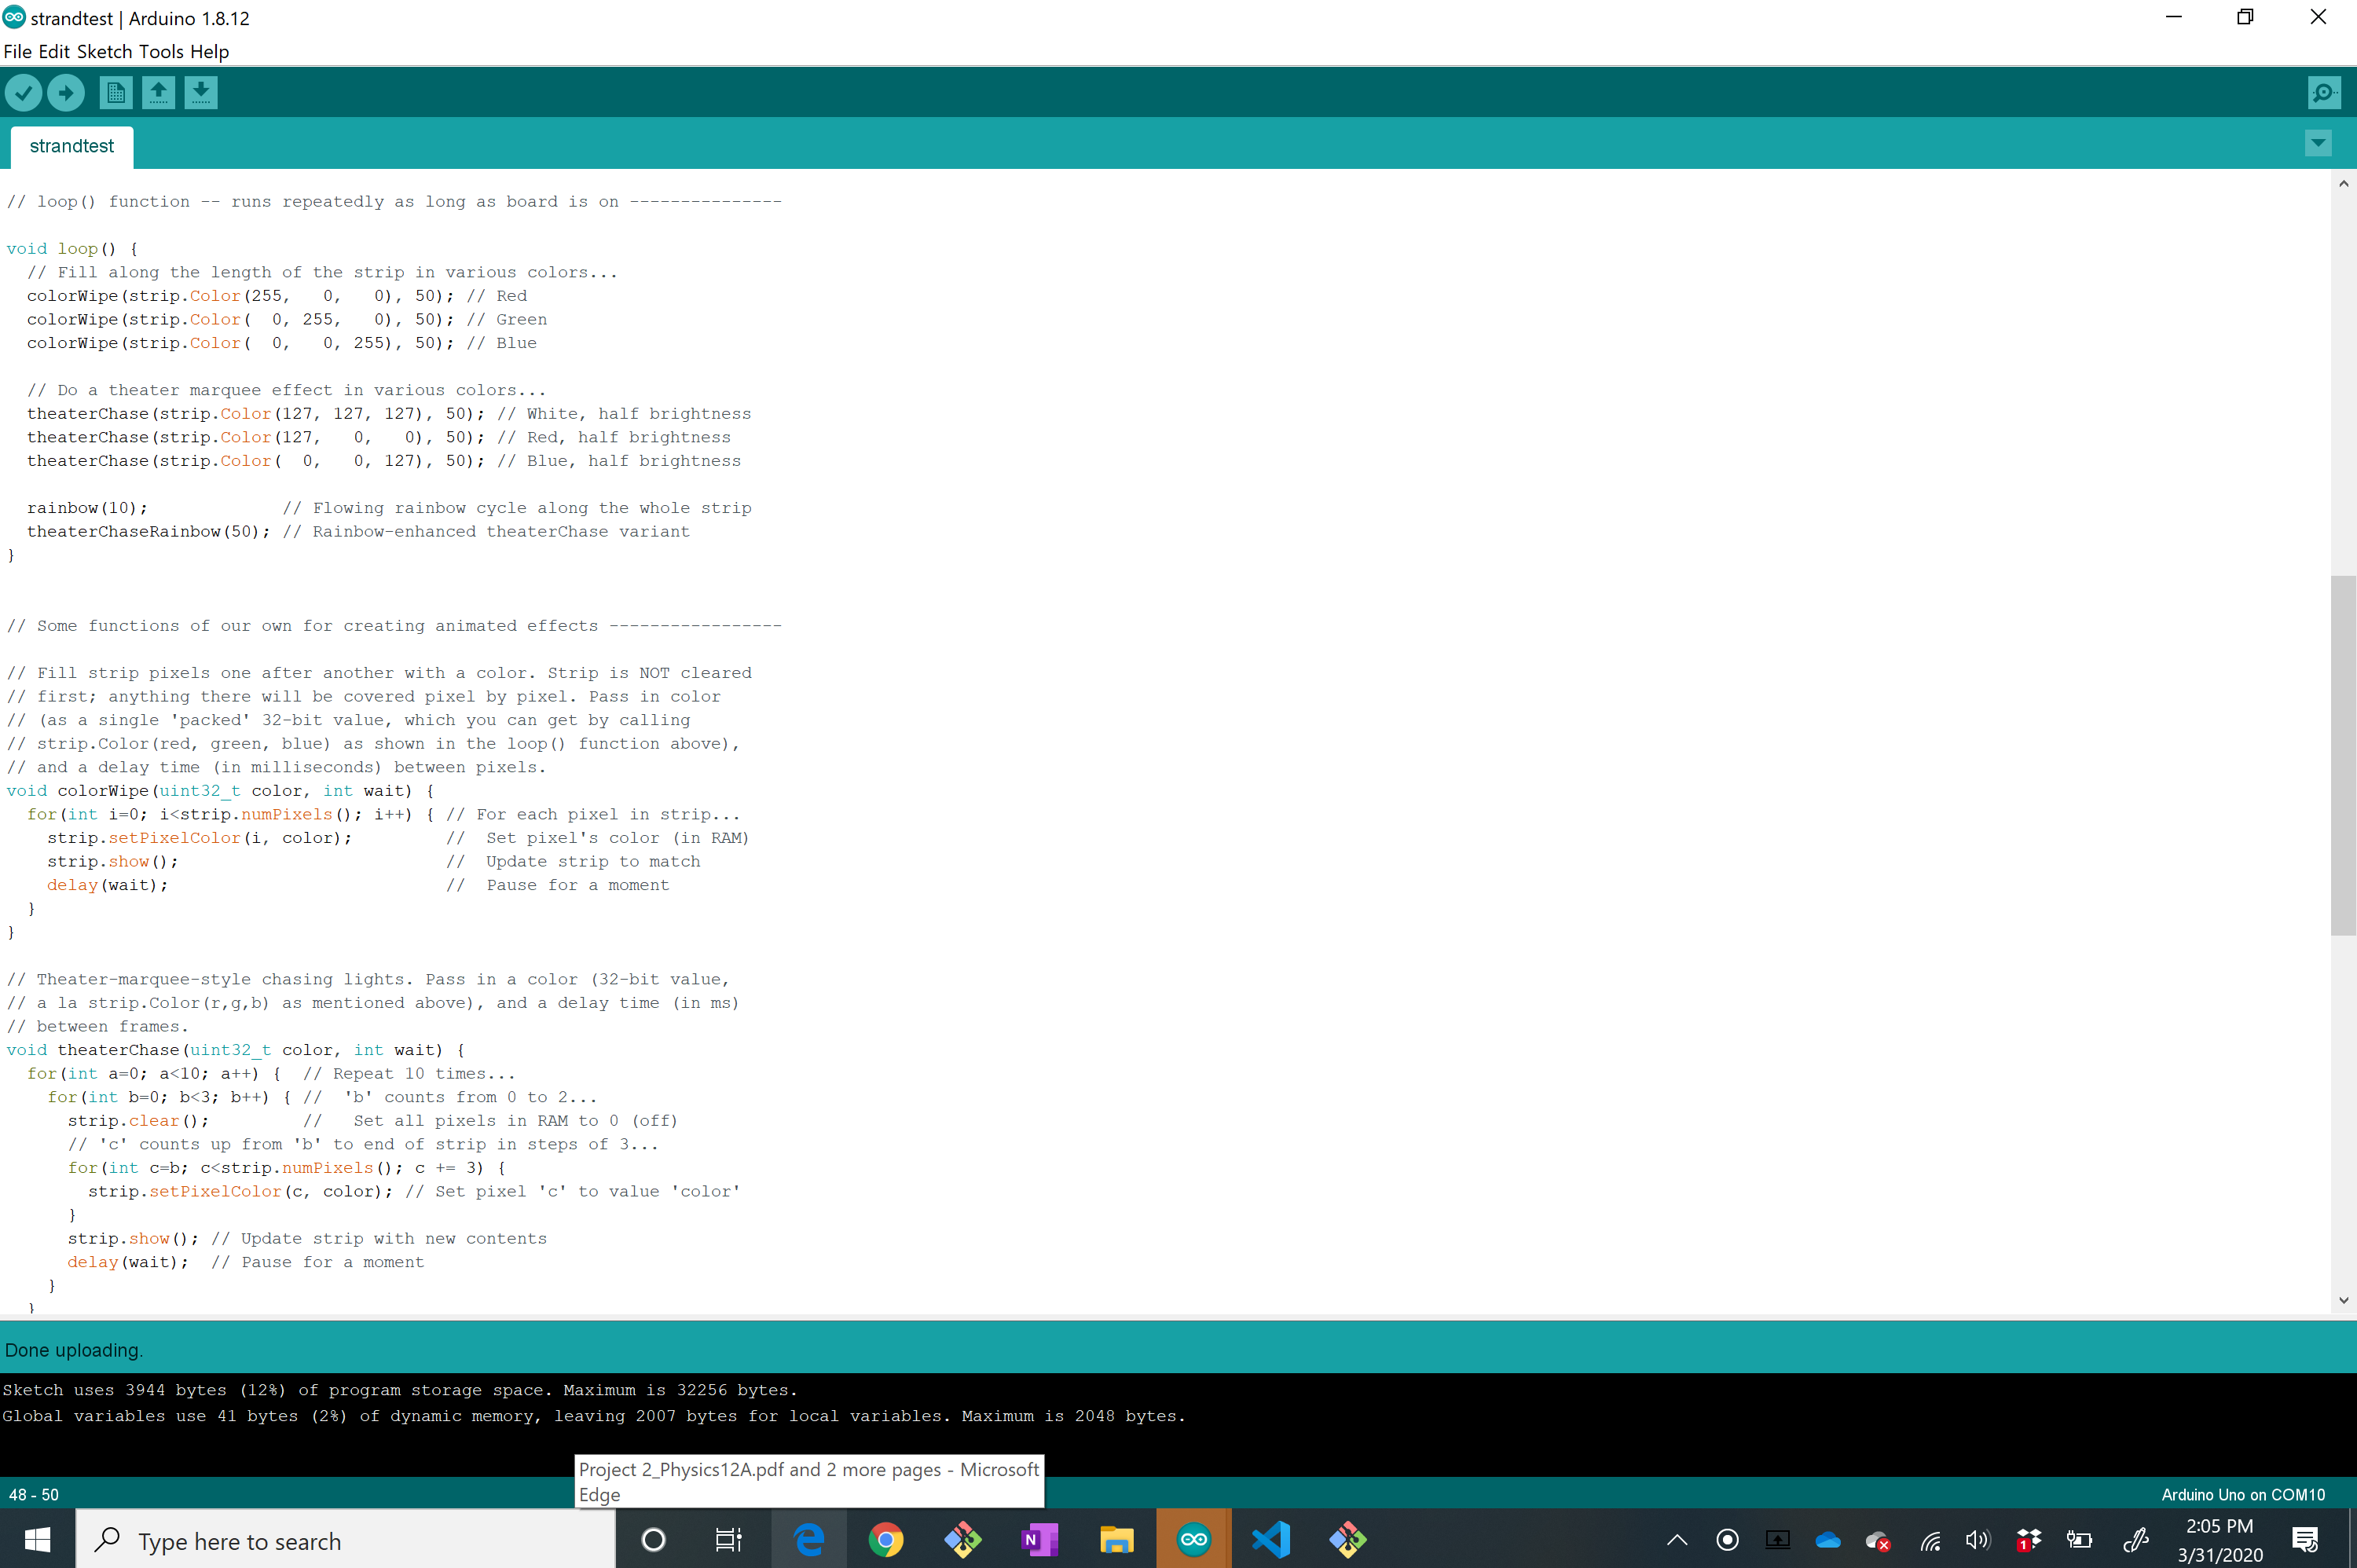 strandtest | Arduino 1.8.12
File Edit Sketch Tools Help
strandtest
// loop() function -- runs repeatedly as long as board is on ---------------
void loop() {
  // Fill along the length of the strip in various colors...
  colorWipe(strip.Color(255,   0,   0), 50); // Red
  colorWipe(strip.Color(  0, 255,   0), 50); // Green
  colorWipe(strip.Color(  0,   0, 255), 50); // Blue
  // Do a theater marquee effect in various colors...
  theaterChase(strip.Color(127, 127, 127), 50); // White, half brightness
  theaterChase(strip.Color(127,   0,   0), 50); // Red, half brightness
  theaterChase(strip.Color(  0,   0, 127), 50); // Blue, half brightness
  rainbow(10);             // Flowing rainbow cycle along the whole strip
  theaterChaseRainbow(50); // Rainbow-enhanced theaterChase variant
}
// Some functions of our own for creating animated effects -----------------
// Fill strip pixels one after another with a color. Strip is NOT cleared
// first; anything there will be covered pixel by pixel. Pass in color
// (as a single 'packed' 32-bit value, which you can get by calling
// strip.Color(red, green, blue) as shown in the loop() function above),
// and a delay time (in milliseconds) between pixels.
void colorWipe(uint32_t color, int wait) {
  for(int i=0; i<strip.numPixels(); i++) { // For each pixel in strip...
    strip.setPixelColor(i, color);         //  Set pixel's color (in RAM)
    strip.show();                          //  Update strip to match
    delay(wait);                           //  Pause for a moment
  }
}
// Theater-marquee-style chasing lights. Pass in a color (32-bit value,
// a la strip.Color(r,g,b) as mentioned above), and a delay time (in ms)
// between frames.
void theaterChase(uint32_t color, int wait) {
  for(int a=0; a<10; a++) {  // Repeat 10 times...
    for(int b=0; b<3; b++) { //  'b' counts from 0 to 2...
      strip.clear();         //   Set all pixels in RAM to 0 (off)
      // 'c' counts up from 'b' to end of strip in steps of 3...
      for(int c=b; c<strip.numPixels(); c += 3) {
        strip.setPixelColor(c, color); // Set pixel 'c' to value 'color'
      }
      strip.show(); // Update strip with new contents
      delay(wait);  // Pause for a moment
    }
  }
Done uploading.
Sketch uses 3944 bytes (12%) of program storage space. Maximum is 32256 bytes.
Global variables use 41 bytes (2%) of dynamic memory, leaving 2007 bytes for local variables. Maximum is 2048 bytes.
Project 2_Physics12A.pdf and 2 more pages - Microsoft
Edge
48 - 50
Arduino Uno on COM10
Type here to search
N
1
2:05 PM
3/31/2020